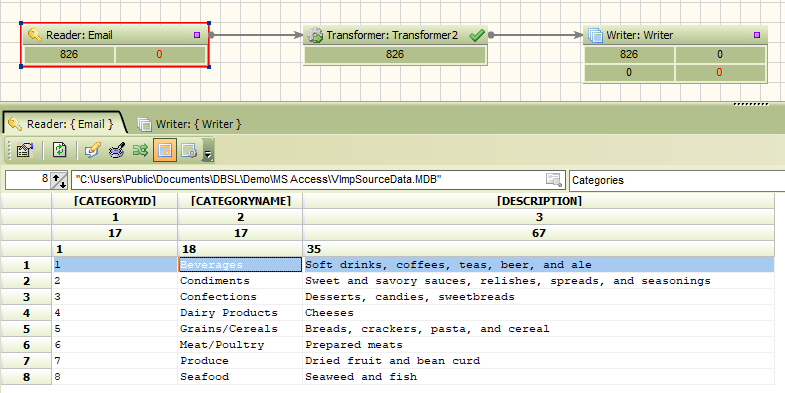 Reader: Email
826 0
Transformer: Transformer2
826
Writer: Writer
826 0
0 0
Reader: { Email } Writer: { Writer }
8 "C:\Users\Public\Documents\DBSL\Demo\MS Access\VImpSourceData.MDB" Categories
[CATEGORYID] [CATEGORYNAME] [DESCRIPTION]
1 2 3
17 17 67
1 18 35
1 1 Beverages Soft drinks, coffees, teas, beer, and ale
2 2 Condiments Sweet and savory sauces, relishes, spreads, and seasonings
3 3 Confections Desserts, candies, sweetbreads
4 4 Dairy Products Cheeses
5 5 Grains/Cereals Breads, crackers, pasta, and cereal
6 6 Meat/Poultry Prepared meats
7 7 Produce Dried fruit and bean curd
8 8 Seafood Seaweed and fish